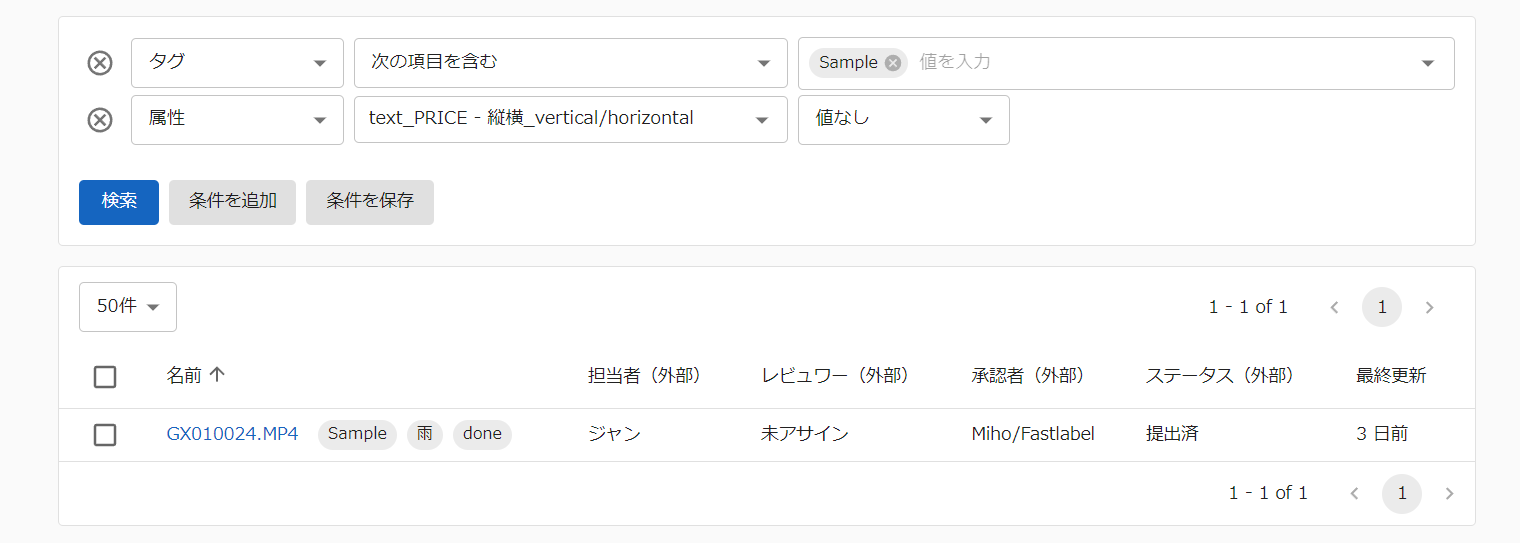 タグ 次の項目を含む Sample 値を入力
属性 text_PRICE - 縦横_vertical/horizontal 値なし
検索 条件を追加 条件を保存
50件 1 - 1 of 1 1
名前 担当者（外部） レビュワー（外部） 承認者（外部） ステータス（外部） 最終更新
GX010024.MP4 Sample 雨 done ジャン 未アサイン Miho/Fastlabel 提出済 3 日前
1 - 1 of 1 1